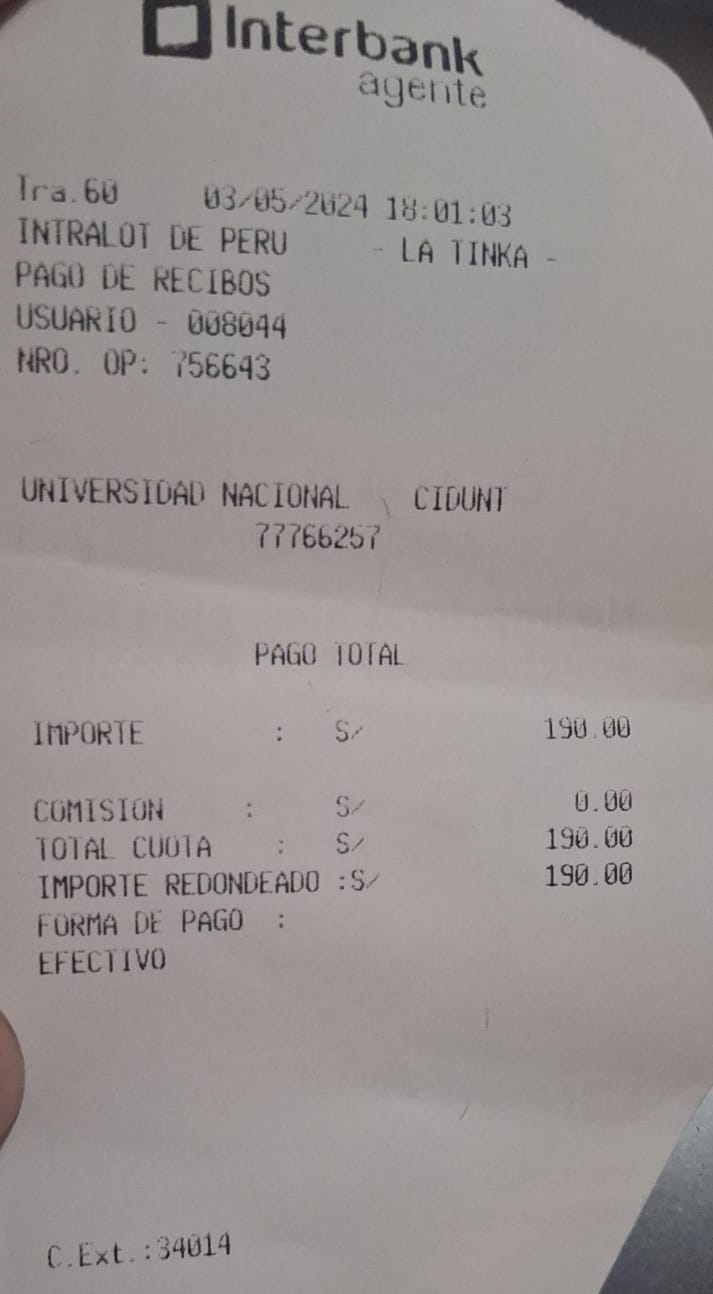 Interbank
agente
Tra.60 03/05/2024 18:01:03
INTRALOT DE PERU - LA TINKA -
PAGO DE RECIBOS
USUARIO - 008044
NRO. OP: 756643
UNIVERSIDAD NACIONAL CIDUNT
77766257
PAGO TOTAL
IMPORTE : S/ 190.00
COMISION : S/ 0.00
TOTAL CUOTA : S/ 190.00
IMPORTE REDONDEADO :S/ 190.00
FORMA DE PAGO :
EFECTIVO
C.Ext.:34014